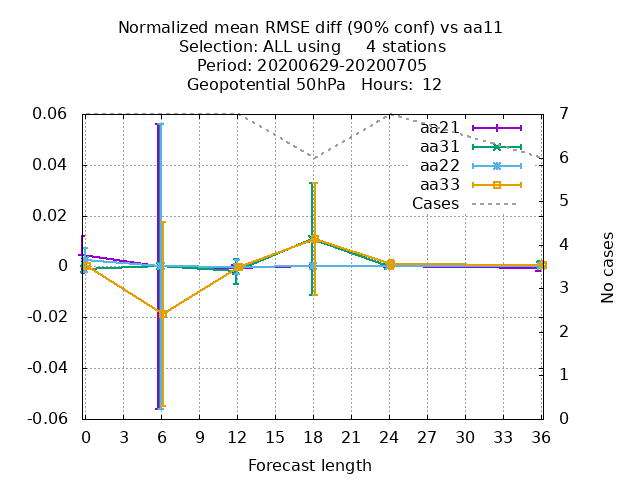 Normalized mean RMSE diff (90% conf) vs aa11
Selection: ALL using     4 stations
Period: 20200629-20200705
Geopotential 50hPa   Hours:  12
0.06
0.04
0.02
0
-0.02
-0.04
-0.06
7
6
5
4
3
2
1
0
aa21
aa31
aa22
aa33
Cases
No cases
0 3 6 9 12 15 18 21 24 27 30 33 36
Forecast length